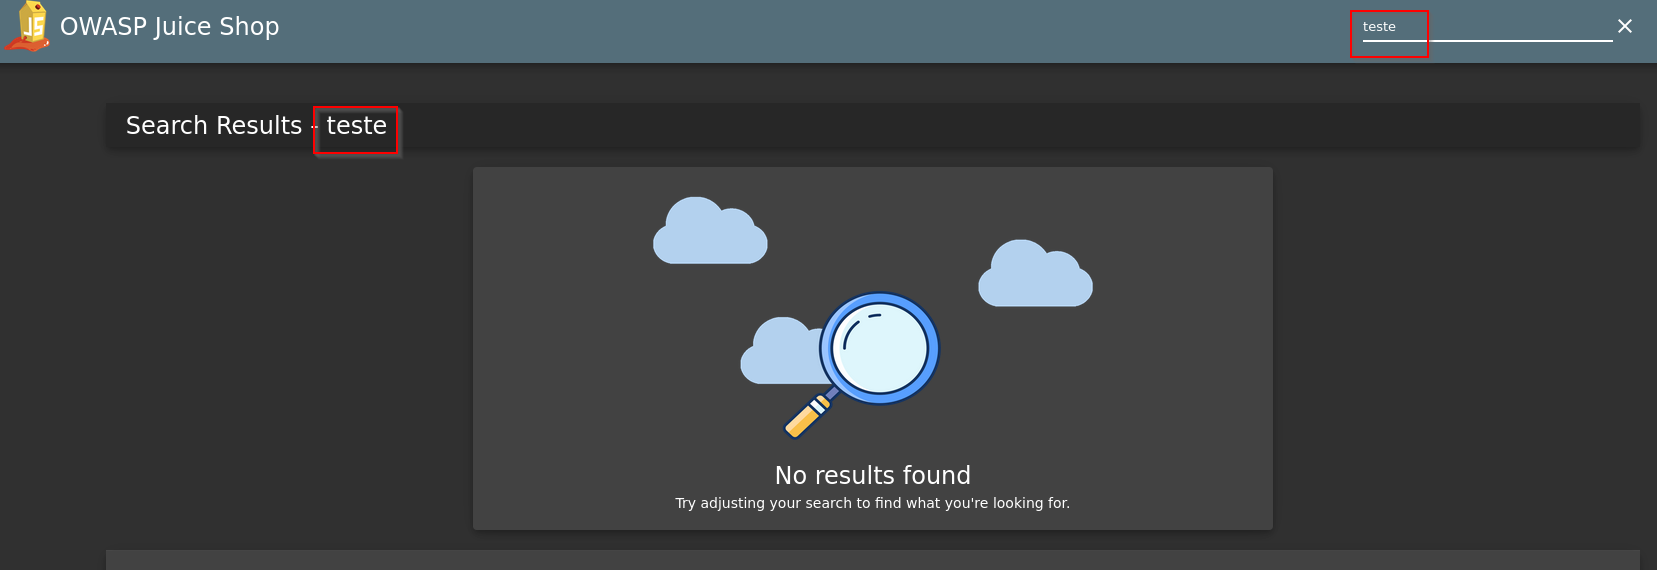 OWASP Juice Shop
teste
Search Results - teste
No results found
Try adjusting your search to find what you're looking for.